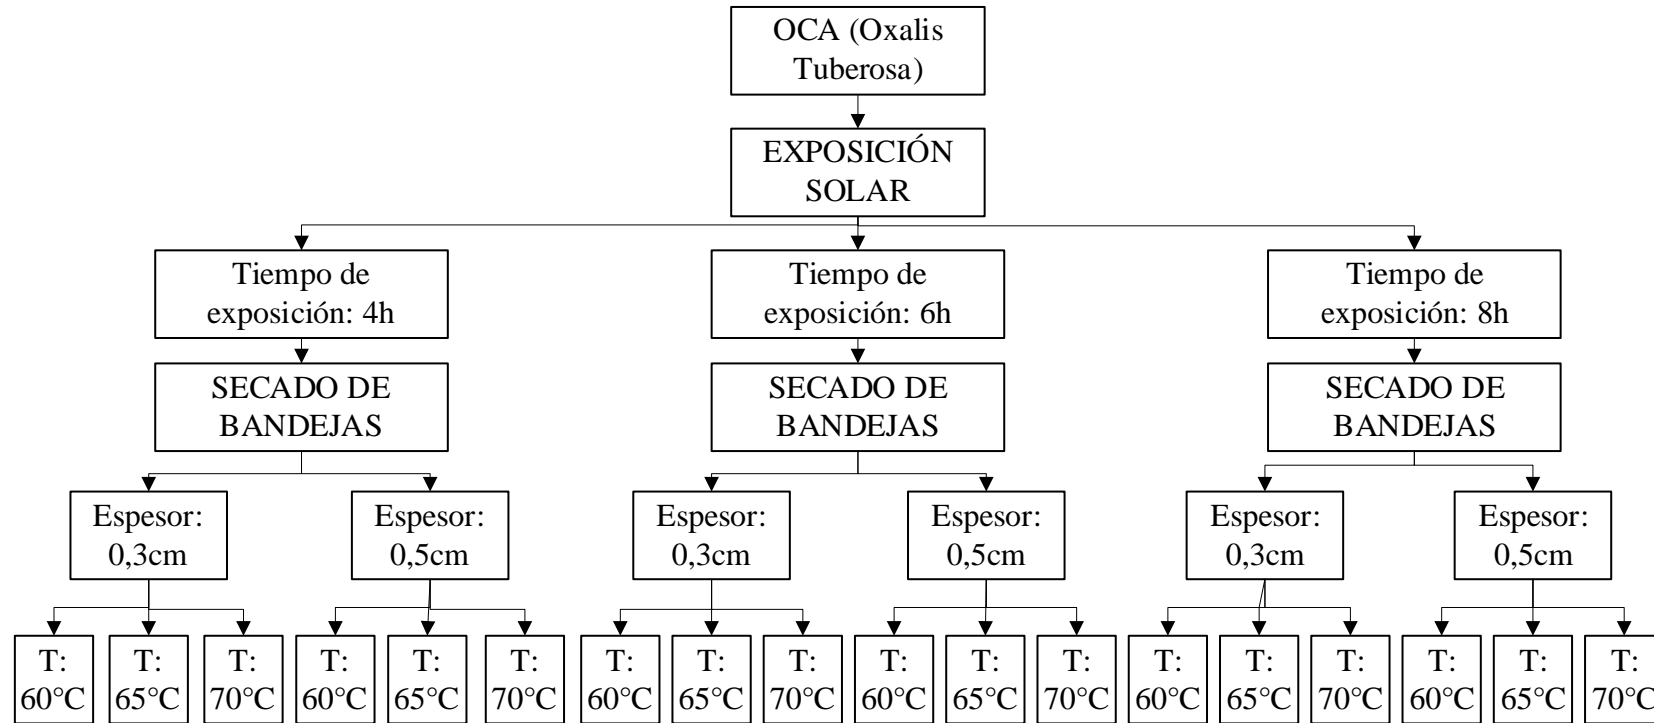 OCA (Oxalis
Tuberosa)
EXPOSICIÓN
SOLAR
Tiempo de
exposición: 4h
Tiempo de
exposición: 6h
Tiempo de
exposición: 8h
SECADO DE
BANDEJAS
SECADO DE
BANDEJAS
SECADO DE
BANDEJAS
Espesor:
0,3cm
Espesor:
0,5cm
Espesor:
0,3cm
Espesor:
0,5cm
Espesor:
0,3cm
Espesor:
0,5cm
T:
60°C
T:
65°C
T:
70°C
T:
60°C
T:
65°C
T:
70°C
T:
60°C
T:
65°C
T:
70°C
T:
60°C
T:
65°C
T:
70°C
T:
60°C
T:
65°C
T:
70°C
T:
60°C
T:
65°C
T:
70°C